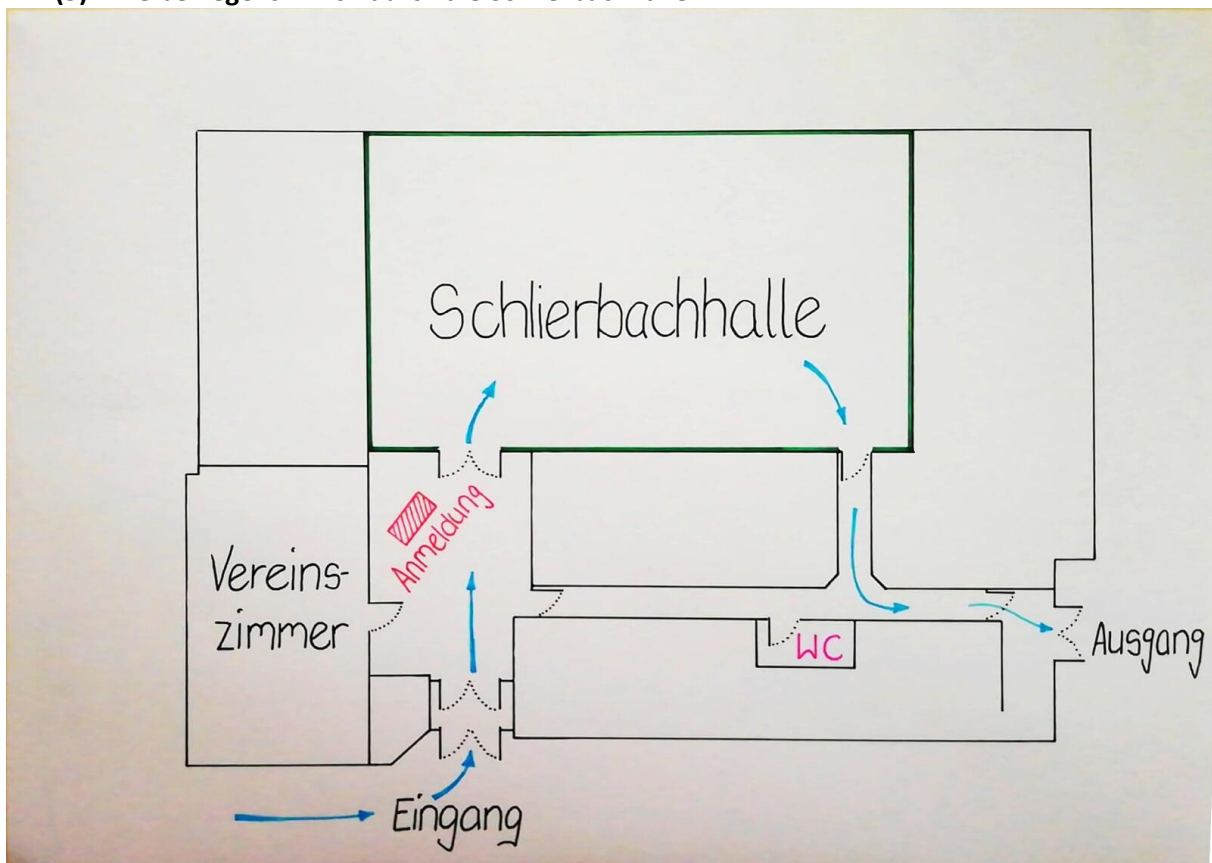 Schlierbachhalle
Anmeldung
Vereins-
zimmer
WC
Ausgang
Eingang